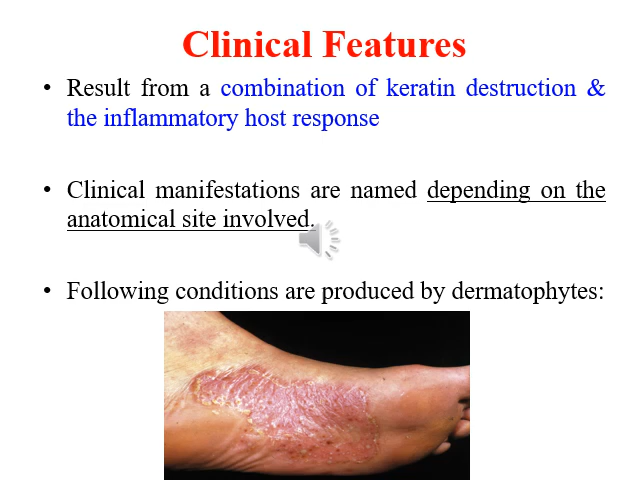 Clinical Features
• Result from a combination of keratin destruction &
the inflammatory host response
• Clinical manifestations are named depending on the
anatomical site involved.
• Following conditions are produced by dermatophytes: